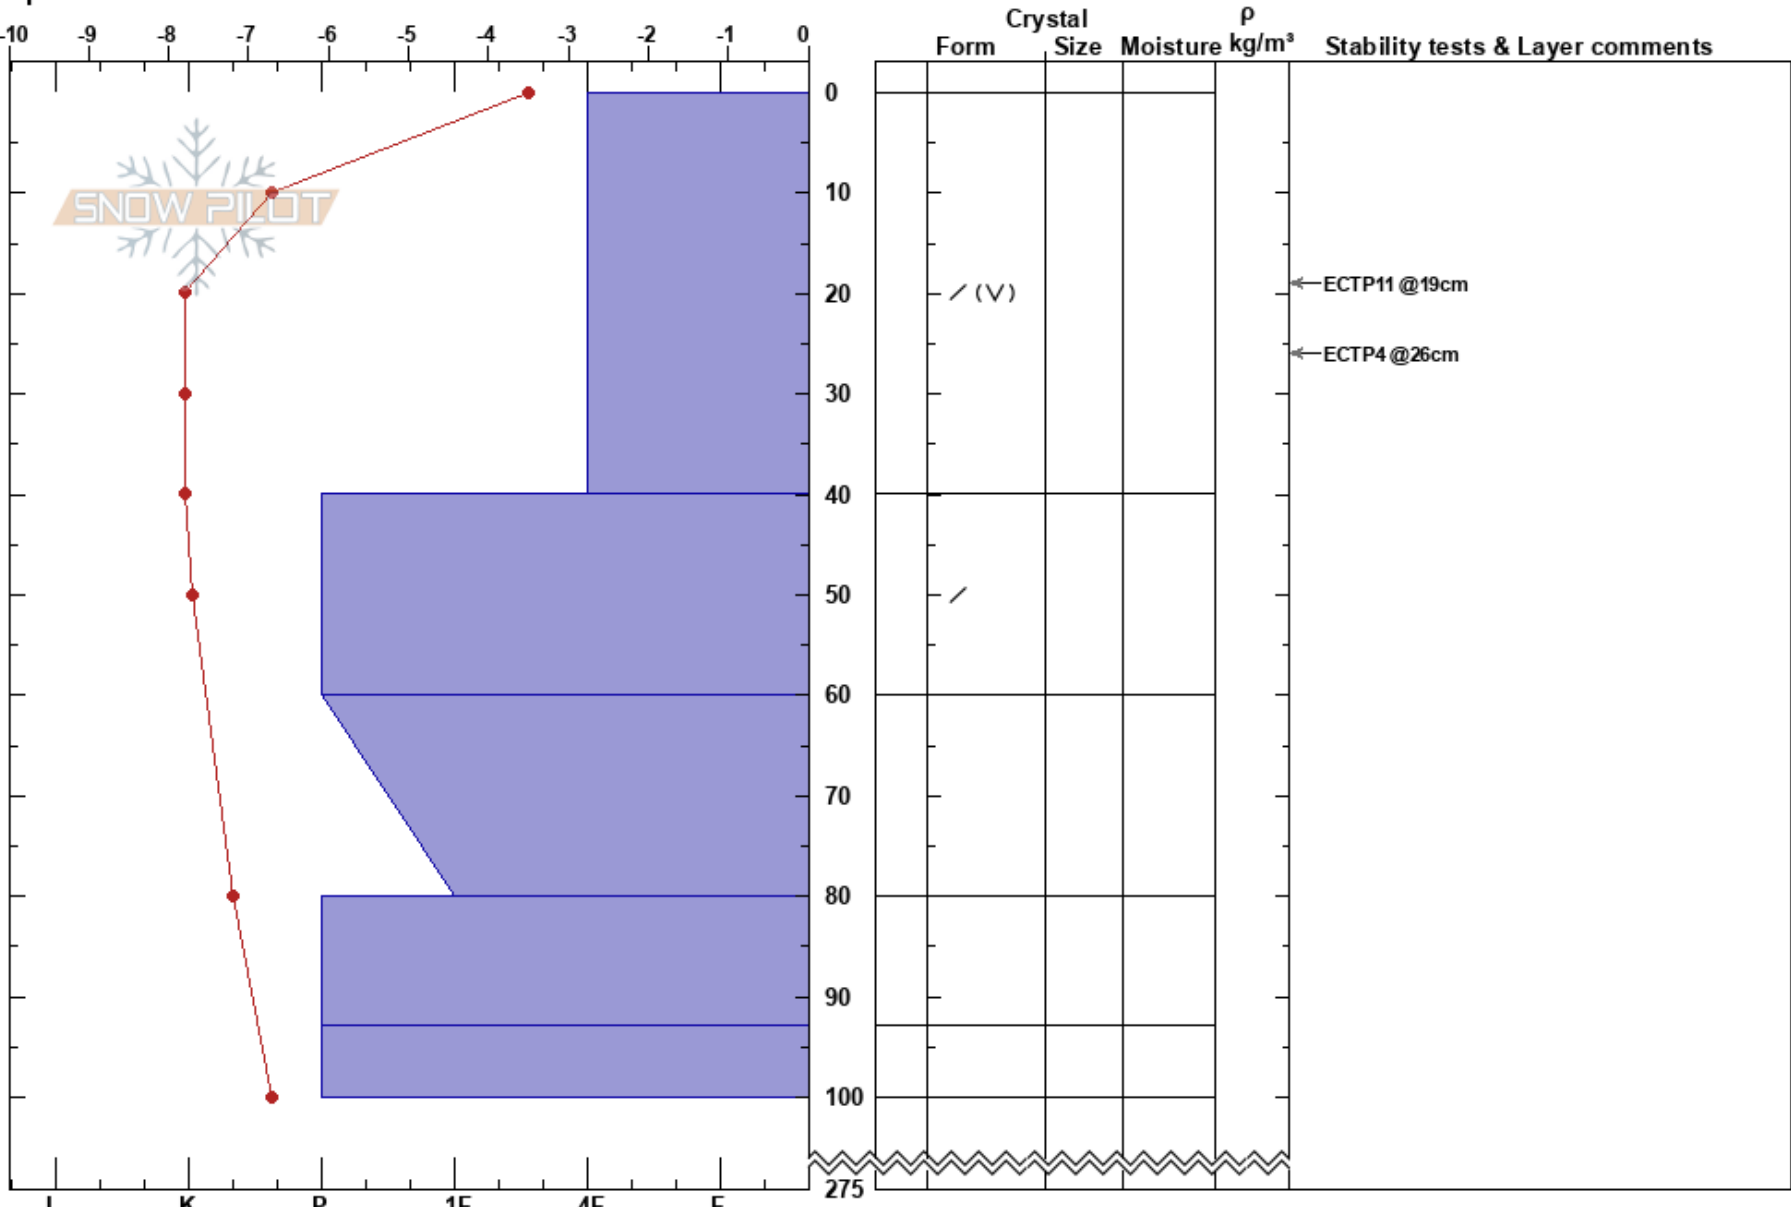 Crystal ρ
-10 -9 -8 -7 -6 -5 -4 -3 -2 -1 0 Form Size Moisture kg/m³ Stability tests & Layer comments
0
SNOW PILOT
10
20 / (V) ECTP11 @19cm
ECTP4 @26cm
30
40
50 /
60
70
80
90
100
275
I K P 1F 4F F